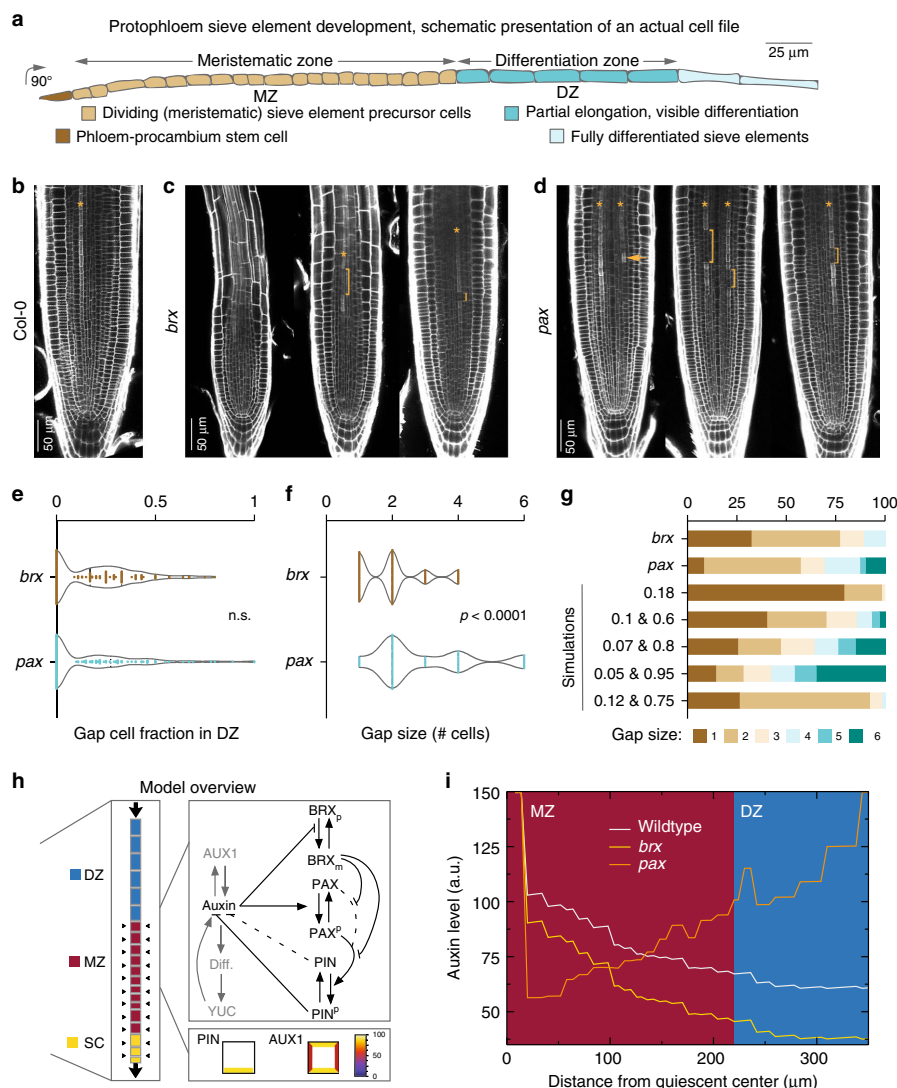 a
Protophloem sieve element development, schematic presentation of an actual cell file
25 μm
Meristematic zone
Differentiation zone
90°
MZ
DZ
Dividing (meristematic) sieve element precursor cells
Partial elongation, visible differentiation
Phloem-procambium stem cell
Fully differentiated sieve elements
b
c
d
*
*
*
*
*
*
*
*
Col-0
brx
pax
50 μm
50 μm
50 μm
e
0 0.5 1
brx
n.s.
pax
Gap cell fraction in DZ
f
0 2 4 6
brx
p < 0.0001
pax
Gap size (# cells)
g
0 25 50 75 100
brx
pax
Simulations
0.18
0.1 & 0.6
0.07 & 0.8
0.05 & 0.95
0.12 & 0.75
Gap size: 1 2 3 4 5 6
h
Model overview
DZ
MZ
SC
BRXp
AUX1
BRXm
PAX
Auxin
PAXp
Diff.
PIN
YUC
PINp
PIN
AUX1
100
50
0
i
150
125
100
75
50
Auxin level (a.u.)
MZ
DZ
Wildtype
brx
pax
0 100 200 300
Distance from quiescent center (μm)